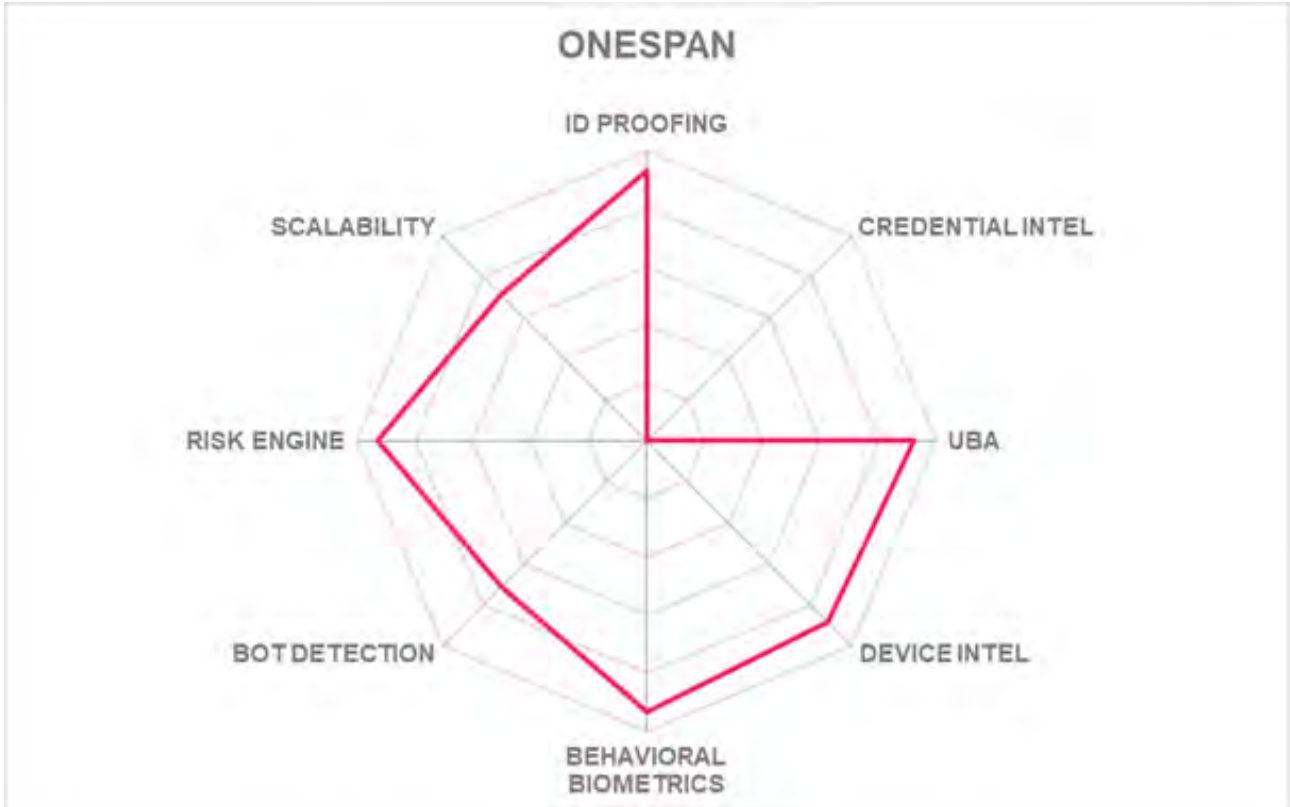 ONESPAN
ID PROOFING
SCALABILITY
CREDENTIAL INTEL
RISK ENGINE
UBA
BOT DETECTION
DEVICE INTEL
BEHAVIORAL
BIOMETRICS